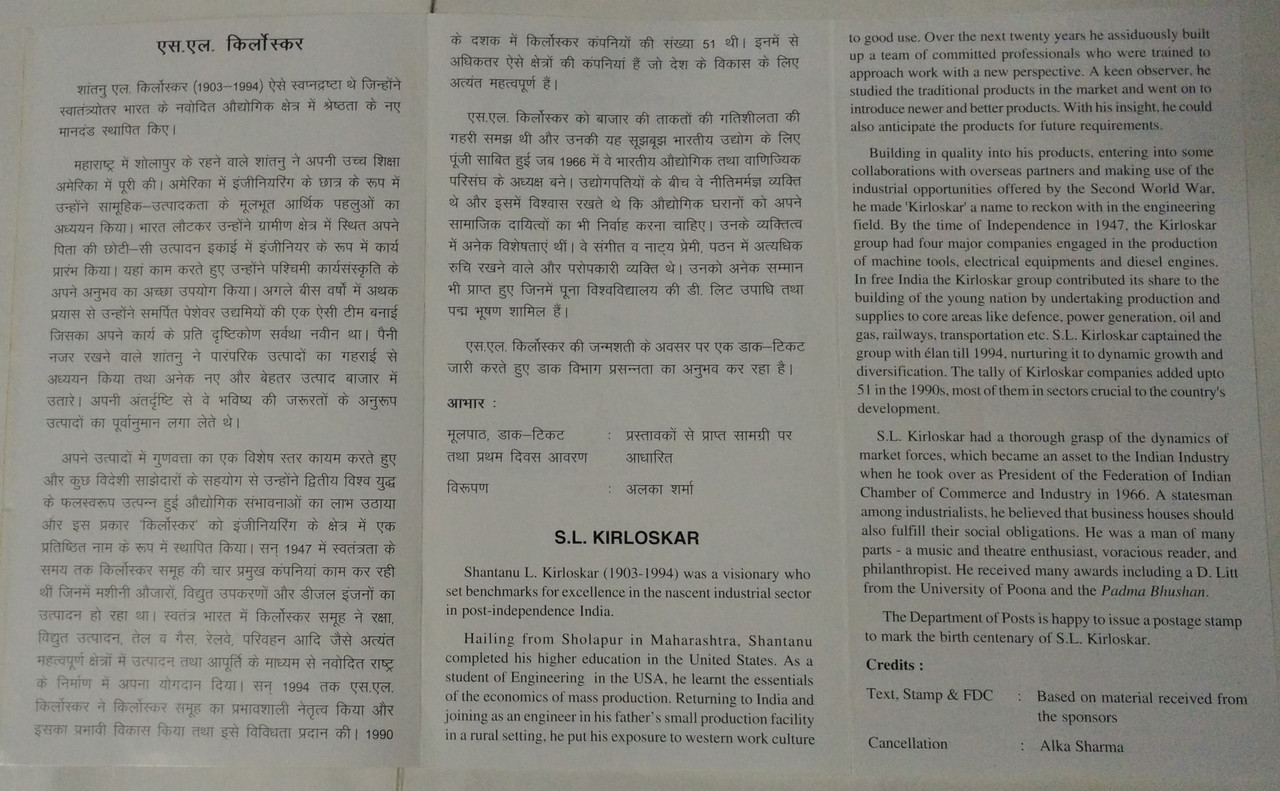 एस.एल. किर्लोस्कर
शांतनु एल. किर्लोस्कर (1903–1994) ऐसे स्वप्नद्रष्टा थे जिन्होंने
स्वातंत्र्योतर भारत के नवोदित औद्योगिक क्षेत्र में श्रेष्ठता के नए
मानदंड स्थापित किए।
महाराष्ट्र में शोलापुर के रहने वाले शांतनु ने अपनी उच्च शिक्षा
अमेरिका में पूरी की। अमेरिका में इंजीनियरिंग के छात्र के रूप में
उन्होंने सामूहिक–उत्पादकता के मूलभूत आर्थिक पहलुओं का
अध्ययन किया। भारत लौटकर उन्होंने ग्रामीण क्षेत्र में स्थित अपने
पिता की छोटी–सी उत्पादन इकाई में इंजीनियर के रूप में कार्य
प्रारंभ किया। यहां काम करते हुए उन्होंने पश्चिमी कार्यसंस्कृति के
अपने अनुभव का अच्छा उपयोग किया। अगले बीस वर्षों में अथक
प्रयास से उन्होंने समर्पित पेशेवर उद्यमियों की एक ऐसी टीम बनाई
जिसका अपने कार्य के प्रति दृष्टिकोण सर्वथा नवीन था। पैनी
नजर रखने वाले शांतनु ने पारंपरिक उत्पादों का गहराई से
अध्ययन किया तथा अनेक नए और बेहतर उत्पाद बाजार में
उतारे। अपनी अंतर्दृष्टि से वे भविष्य की जरूरतों के अनुरूप
उत्पादों का पूर्वानुमान लगा लेते थे।
अपने उत्पादों में गुणवत्ता का एक विशेष स्तर कायम करते हुए
और कुछ विदेशी साझेदारों के सहयोग से उन्होंने द्वितीय विश्व युद्ध
के फलस्वरूप उत्पन्न हुई औद्योगिक संभावनाओं का लाभ उठाया
और इस प्रकार 'किर्लोस्कर' को इंजीनियरिंग के क्षेत्र में एक
प्रतिष्ठित नाम के रूप में स्थापित किया। सन् 1947 में स्वतंत्रता के
समय तक किर्लोस्कर समूह की चार प्रमुख कंपनियां काम कर रही
थीं जिनमें मशीनी औजारों, विद्युत उपकरणों और डीजल इंजनों का
उत्पादन हो रहा था। स्वतंत्र भारत में किर्लोस्कर समूह ने रक्षा,
विद्युत उत्पादन, तेल व गैस, रेलवे, परिवहन आदि जैसे अत्यंत
महत्वपूर्ण क्षेत्रों में उत्पादन तथा आपूर्ति के माध्यम से नवोदित राष्ट्र
के निर्माण में अपना योगदान दिया। सन् 1994 तक एस.एल.
किर्लोस्कर ने किर्लोस्कर समूह का प्रभावशाली नेतृत्व किया और
इसका प्रभावी विकास किया तथा इसे विविधता प्रदान की। 1990
के दशक में किर्लोस्कर कंपनियों की संख्या 51 थी। इनमें से
अधिकतर ऐसे क्षेत्रों की कंपनियां हैं जो देश के विकास के लिए
अत्यंत महत्वपूर्ण हैं।
एस.एल. किर्लोस्कर को बाजार की ताकतों की गतिशीलता की
गहरी समझ थी और उनकी यह सूझबूझ भारतीय उद्योग के लिए
पूंजी साबित हुई जब 1966 में वे भारतीय औद्योगिक तथा वाणिज्यिक
परिसंघ के अध्यक्ष बने। उद्योगपतियों के बीच वे नीतिमर्मज्ञ व्यक्ति
थे और इसमें विश्वास रखते थे कि औद्योगिक घरानों को अपने
सामाजिक दायित्वों का भी निर्वाह करना चाहिए। उनके व्यक्तित्व
में अनेक विशेषताएं थीं। वे संगीत व नाट्य प्रेमी, पठन में अत्यधिक
रुचि रखने वाले और परोपकारी व्यक्ति थे। उनको अनेक सम्मान
भी प्राप्त हुए जिनमें पूना विश्वविद्यालय की डी. लिट उपाधि तथा
पद्म भूषण शामिल हैं।
एस.एल. किर्लोस्कर की जन्मशती के अवसर पर एक डाक–टिकट
जारी करते हुए डाक विभाग प्रसन्नता का अनुभव कर रहा है।
आभार :
मूलपाठ, डाक–टिकट : प्रस्तावकों से प्राप्त सामग्री पर
तथा प्रथम दिवस आवरण आधारित
विरूपण : अलका शर्मा
S.L. KIRLOSKAR
Shantanu L. Kirloskar (1903-1994) was a visionary who
set benchmarks for excellence in the nascent industrial sector
in post-independence India.
Hailing from Sholapur in Maharashtra, Shantanu
completed his higher education in the United States. As a
student of Engineering in the USA, he learnt the essentials
of the economics of mass production. Returning to India and
joining as an engineer in his father's small production facility
in a rural setting, he put his exposure to western work culture
to good use. Over the next twenty years he assiduously built
up a team of committed professionals who were trained to
approach work with a new perspective. A keen observer, he
studied the traditional products in the market and went on to
introduce newer and better products. With his insight, he could
also anticipate the products for future requirements.
Building in quality into his products, entering into some
collaborations with overseas partners and making use of the
industrial opportunities offered by the Second World War,
he made 'Kirloskar' a name to reckon with in the engineering
field. By the time of Independence in 1947, the Kirloskar
group had four major companies engaged in the production
of machine tools, electrical equipments and diesel engines.
In free India the Kirloskar group contributed its share to the
building of the young nation by undertaking production and
supplies to core areas like defence, power generation, oil and
gas, railways, transportation etc. S.L. Kirloskar captained the
group with élan till 1994, nurturing it to dynamic growth and
diversification. The tally of Kirloskar companies added upto
51 in the 1990s, most of them in sectors crucial to the country's
development.
S.L. Kirloskar had a thorough grasp of the dynamics of
market forces, which became an asset to the Indian Industry
when he took over as President of the Federation of Indian
Chamber of Commerce and Industry in 1966. A statesman
among industrialists, he believed that business houses should
also fulfill their social obligations. He was a man of many
parts - a music and theatre enthusiast, voracious reader, and
philanthropist. He received many awards including a D. Litt
from the University of Poona and the Padma Bhushan.
The Department of Posts is happy to issue a postage stamp
to mark the birth centenary of S.L. Kirloskar.
Credits :
Text, Stamp & FDC : Based on material received from
the sponsors
Cancellation : Alka Sharma